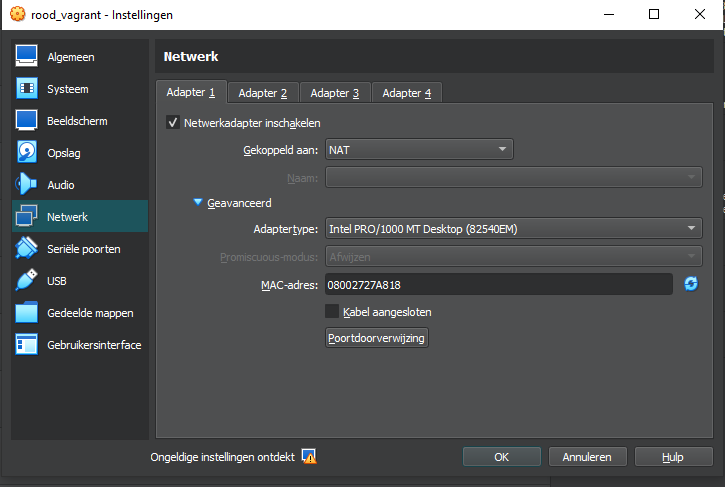 rood_vagrant - Instellingen
Algemeen
Systeem
Beeldscherm
Opslag
Audio
Netwerk
Seriële poorten
USB
Gedeelde mappen
Gebruikersinterface
Netwerk
Adapter 1 Adapter 2 Adapter 3 Adapter 4
Netwerkadapter inschakelen
Gekoppeld aan: NAT
Naam:
Geavanceerd
Adaptertype: Intel PRO/1000 MT Desktop (82540EM)
Promiscuous-modus: Afwijzen
MAC-adres: 08002727A818
Kabel aangesloten
Poortdoorverwijzing
Ongeldige instellingen ontdekt OK Annuleren Hulp